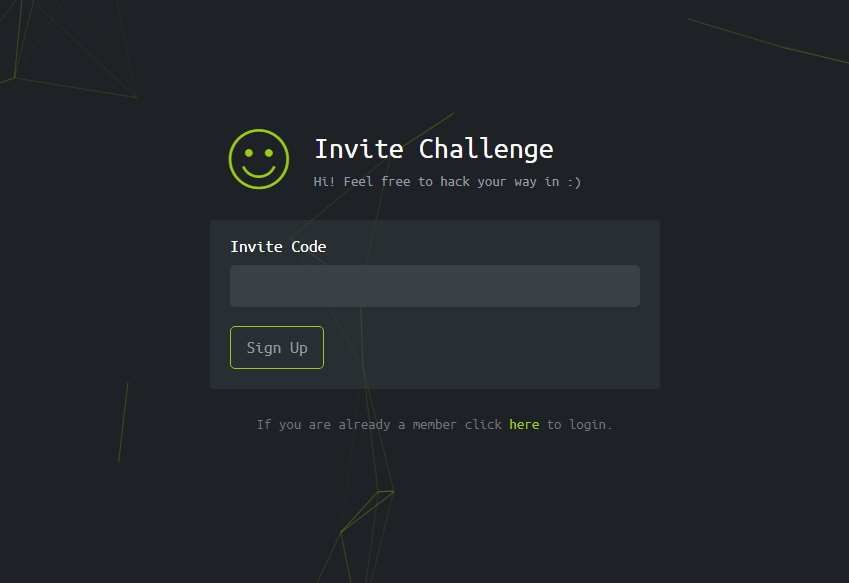 Invite Challenge
Hi! Feel free to hack your way in :)
Invite Code
Sign Up
If you are already a member click here to login.